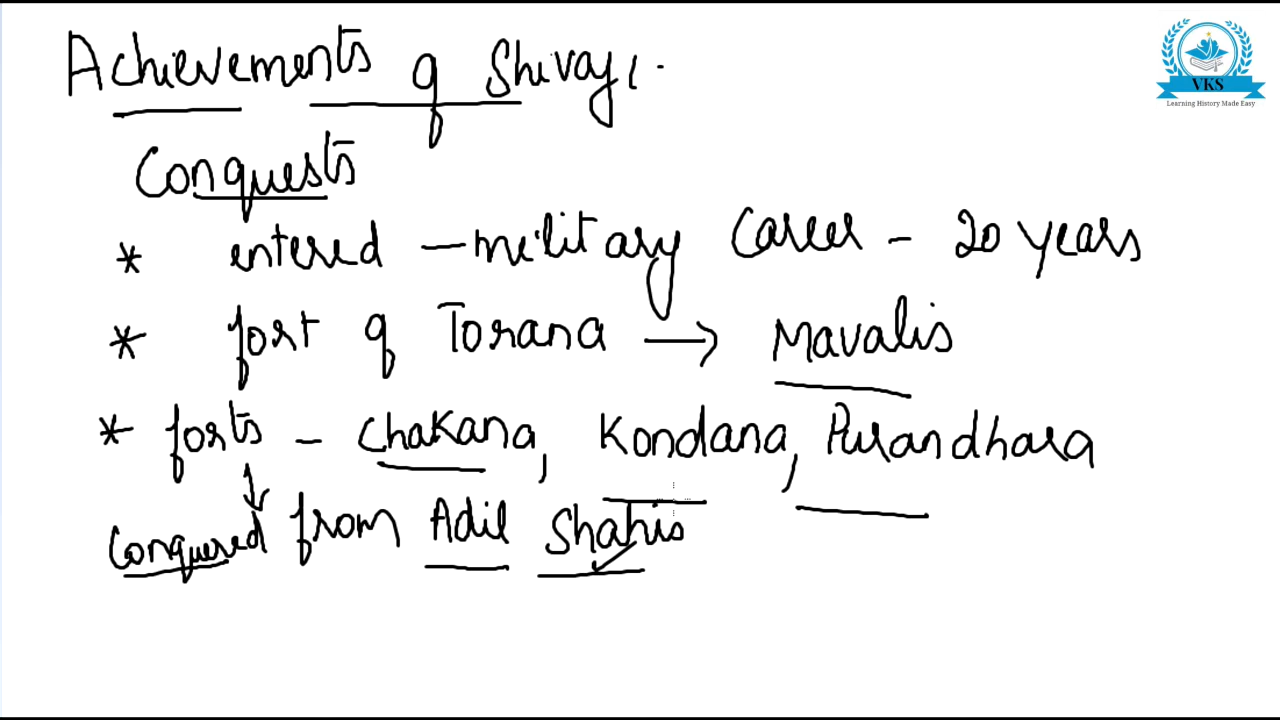 Achievements of Shivaji.
VKS
Learning History Made Easy
Conquests
* entered - military Career - 20 years
* fort of Torana → Mavalis
* forts - Chakana, Kondana, Purandhara
↓
Conquered from Adil Shahis